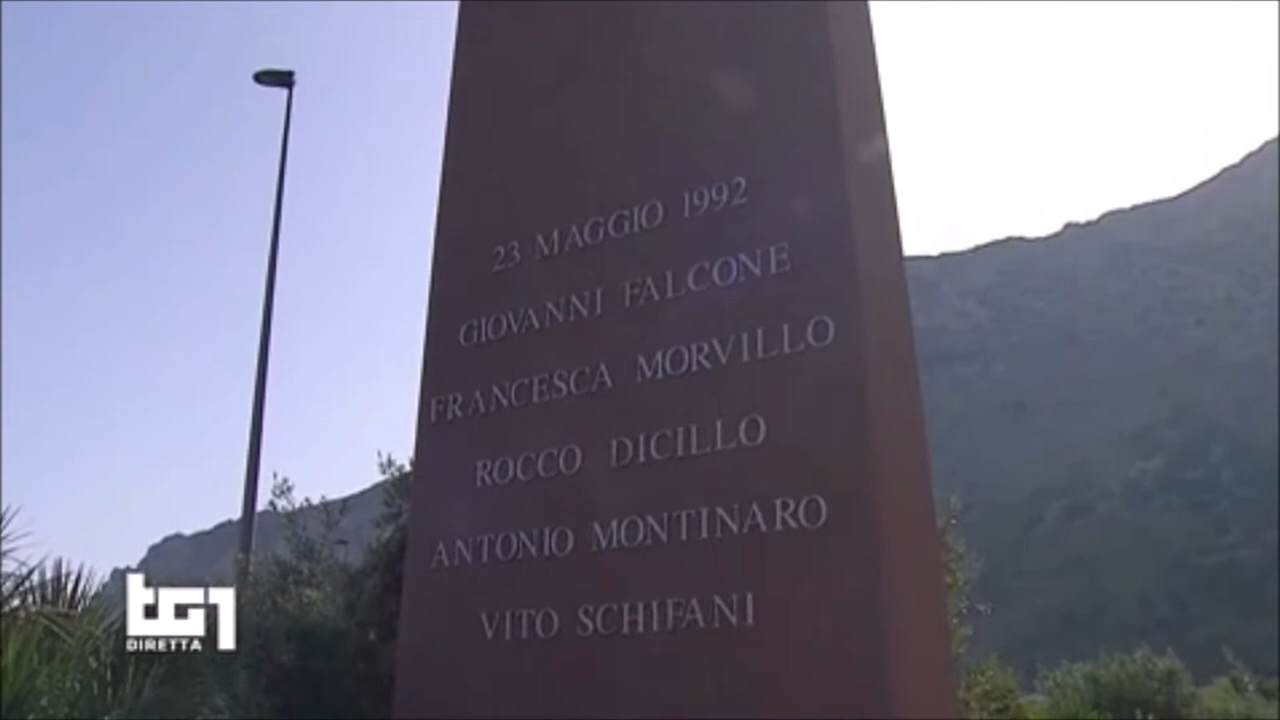 23 MAGGIO 1992
GIOVANNI FALCONE
FRANCESCA MORVILLO
ROCCO DICILLO
ANTONIO MONTINARO
VITO SCHIFANI
tG1
DIRETTA